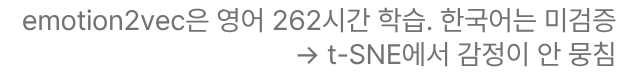 emotion2vec은 영어 262시간 학습. 한국어는 미검증
→ t-SNE에서 감정이 안 뭉침